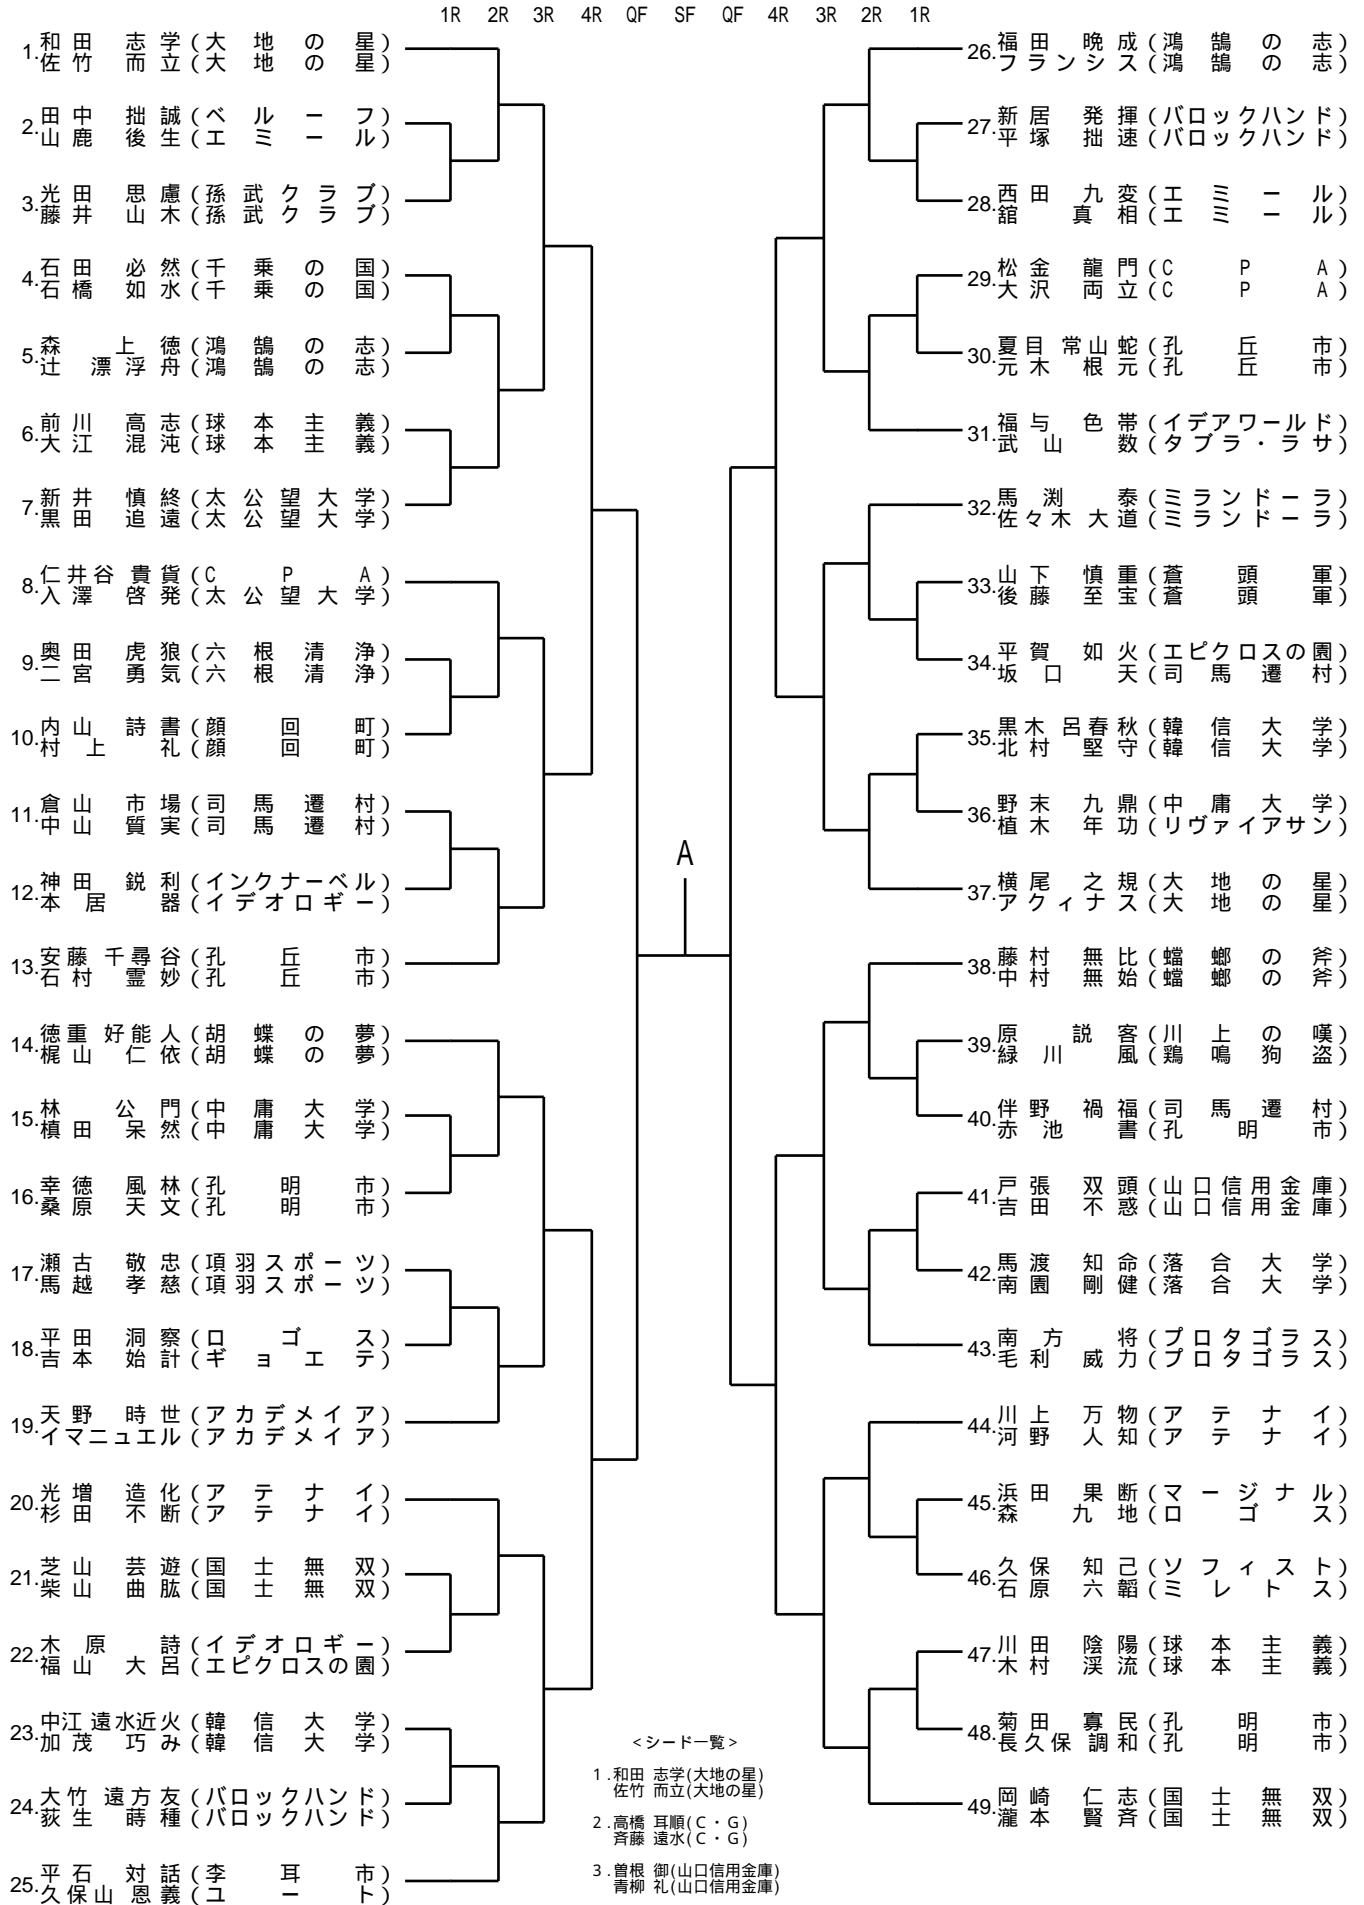 1R 2R 3R 4R QF SF QF 4R 3R 2R 1R
1. 和田 志学(大地の星)
佐竹 而立(大地の星)
2. 田中 拙誠(ベルーフ)
山鹿 後生(エミール)
3. 光田 思慮(孫武クラブ)
藤井 山木(孫武クラブ)
4. 石田 必然(千乗の国)
石橋 如水(千乗の国)
5. 森 上徳(鴻鵠の志)
辻 漂浮舟(鴻鵠の志)
6. 前川 高志(球本主義)
大江 混沌(球本主義)
7. 新井 慎終(太公望大学)
黒田 追遠(太公望大学)
8. 仁井谷 貴貨(CPA)
入澤 啓発(太公望大学)
9. 奥田 虎狼(六根清浄)
二宮 勇気(六根清浄)
10. 内山 詩書(顔回町)
村上 礼(顔回町)
11. 倉山 市場(司馬遷村)
中山 質実(司馬遷村)
12. 神田 鋭利(インクナーベル)
本居 器(イデオロギー)
13. 安藤 千尋谷(孔丘市)
石村 霊妙(孔丘市)
14. 徳重 好能人(胡蝶の夢)
梶山 仁依(胡蝶の夢)
15. 林 公門(中庸大学)
槙田 呆然(中庸大学)
16. 幸徳 風林(孔明市)
桑原 天文(孔明市)
17. 瀬古 敬忠(項羽スポーツ)
馬越 孝慈(項羽スポーツ)
18. 平田 洞察(ロゴス)
吉本 始計(ギョエテ)
19. 天野 時世(アカデメイア)
イマニュエル(アカデメイア)
20. 光増 造化(アテナイ)
杉田 不断(アテナイ)
21. 芝山 芸遊(国士無双)
柴山 曲肱(国士無双)
22. 木原 詩(イデオロギー)
福山 大呂(エピクロスの園)
23. 中江 遠水近火(韓信大学)
加茂 巧み(韓信大学)
24. 大竹 遠方友(バロックハンド)
荻生 蒔種(バロックハンド)
25. 平石 対話(李耳市)
久保山 恩義(ユート)
A
<シード一覧>
1.和田 志学(大地の星)
佐竹 而立(大地の星)
2.高橋 耳順(C・G)
斉藤 遠水(C・G)
3.曽根 御(山口信用金庫)
青柳 礼(山口信用金庫)
26. 福田 晩成(鴻鵠の志)
フランシス(鴻鵠の志)
27. 新居 発揮(バロックハンド)
平塚 拙速(バロックハンド)
28. 西田 九変(エミール)
舘 真相(エミール)
29. 松金 龍門(CPA)
大沢 両立(CPA)
30. 夏目 常山蛇(孔丘市)
元木 根元(孔丘市)
31. 福与 色帯(イデアワールド)
武山 数(タブラ・ラサ)
32. 馬渕 泰(ミランドーラ)
佐々木 大道(ミランドーラ)
33. 山下 慎重(蒼頭軍)
後藤 至宝(蒼頭軍)
34. 平賀 如火(エピクロスの園)
坂口 天(司馬遷村)
35. 黒木 呂春秋(韓信大学)
北村 堅守(韓信大学)
36. 野末 九鼎(中庸大学)
植木 年功(リヴァイアサン)
37. 横尾 之規(大地の星)
アクィナス(大地の星)
38. 藤村 無比(蟷螂の斧)
中村 無始(蟷螂の斧)
39. 原 説客(川上の嘆)
緑川 風(鶏鳴狗盗)
40. 伴野 禍福(司馬遷村)
赤池 書(孔明市)
41. 戸張 双頭(山口信用金庫)
吉田 不惑(山口信用金庫)
42. 馬渡 知命(落合大学)
南園 剛健(落合大学)
43. 南方 将(プロタゴラス)
毛利 威力(プロタゴラス)
44. 川上 万物(アテナイ)
河野 人知(アテナイ)
45. 浜田 果断(マージナル)
森 九地(ロゴス)
46. 久保 知己(ソフィスト)
石原 六韜(ミレトス)
47. 川田 陰陽(球本主義)
木村 渓流(球本主義)
48. 菊田 寡民(孔明市)
長久保 調和(孔明市)
49. 岡崎 仁志(国士無双)
瀧本 賢斉(国士無双)